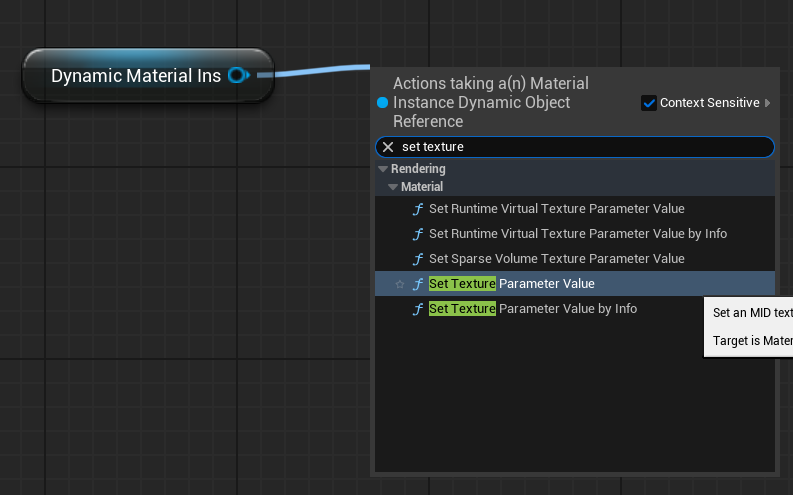 Dynamic Material Ins
Actions taking a(n) Material
Instance Dynamic Object
Reference
Context Sensitive
set texture
Rendering
Material
Set Runtime Virtual Texture Parameter Value
Set Runtime Virtual Texture Parameter Value by Info
Set Sparse Volume Texture Parameter Value
Set Texture Parameter Value
Set Texture Parameter Value by Info
Set an MID text
Target is Mater